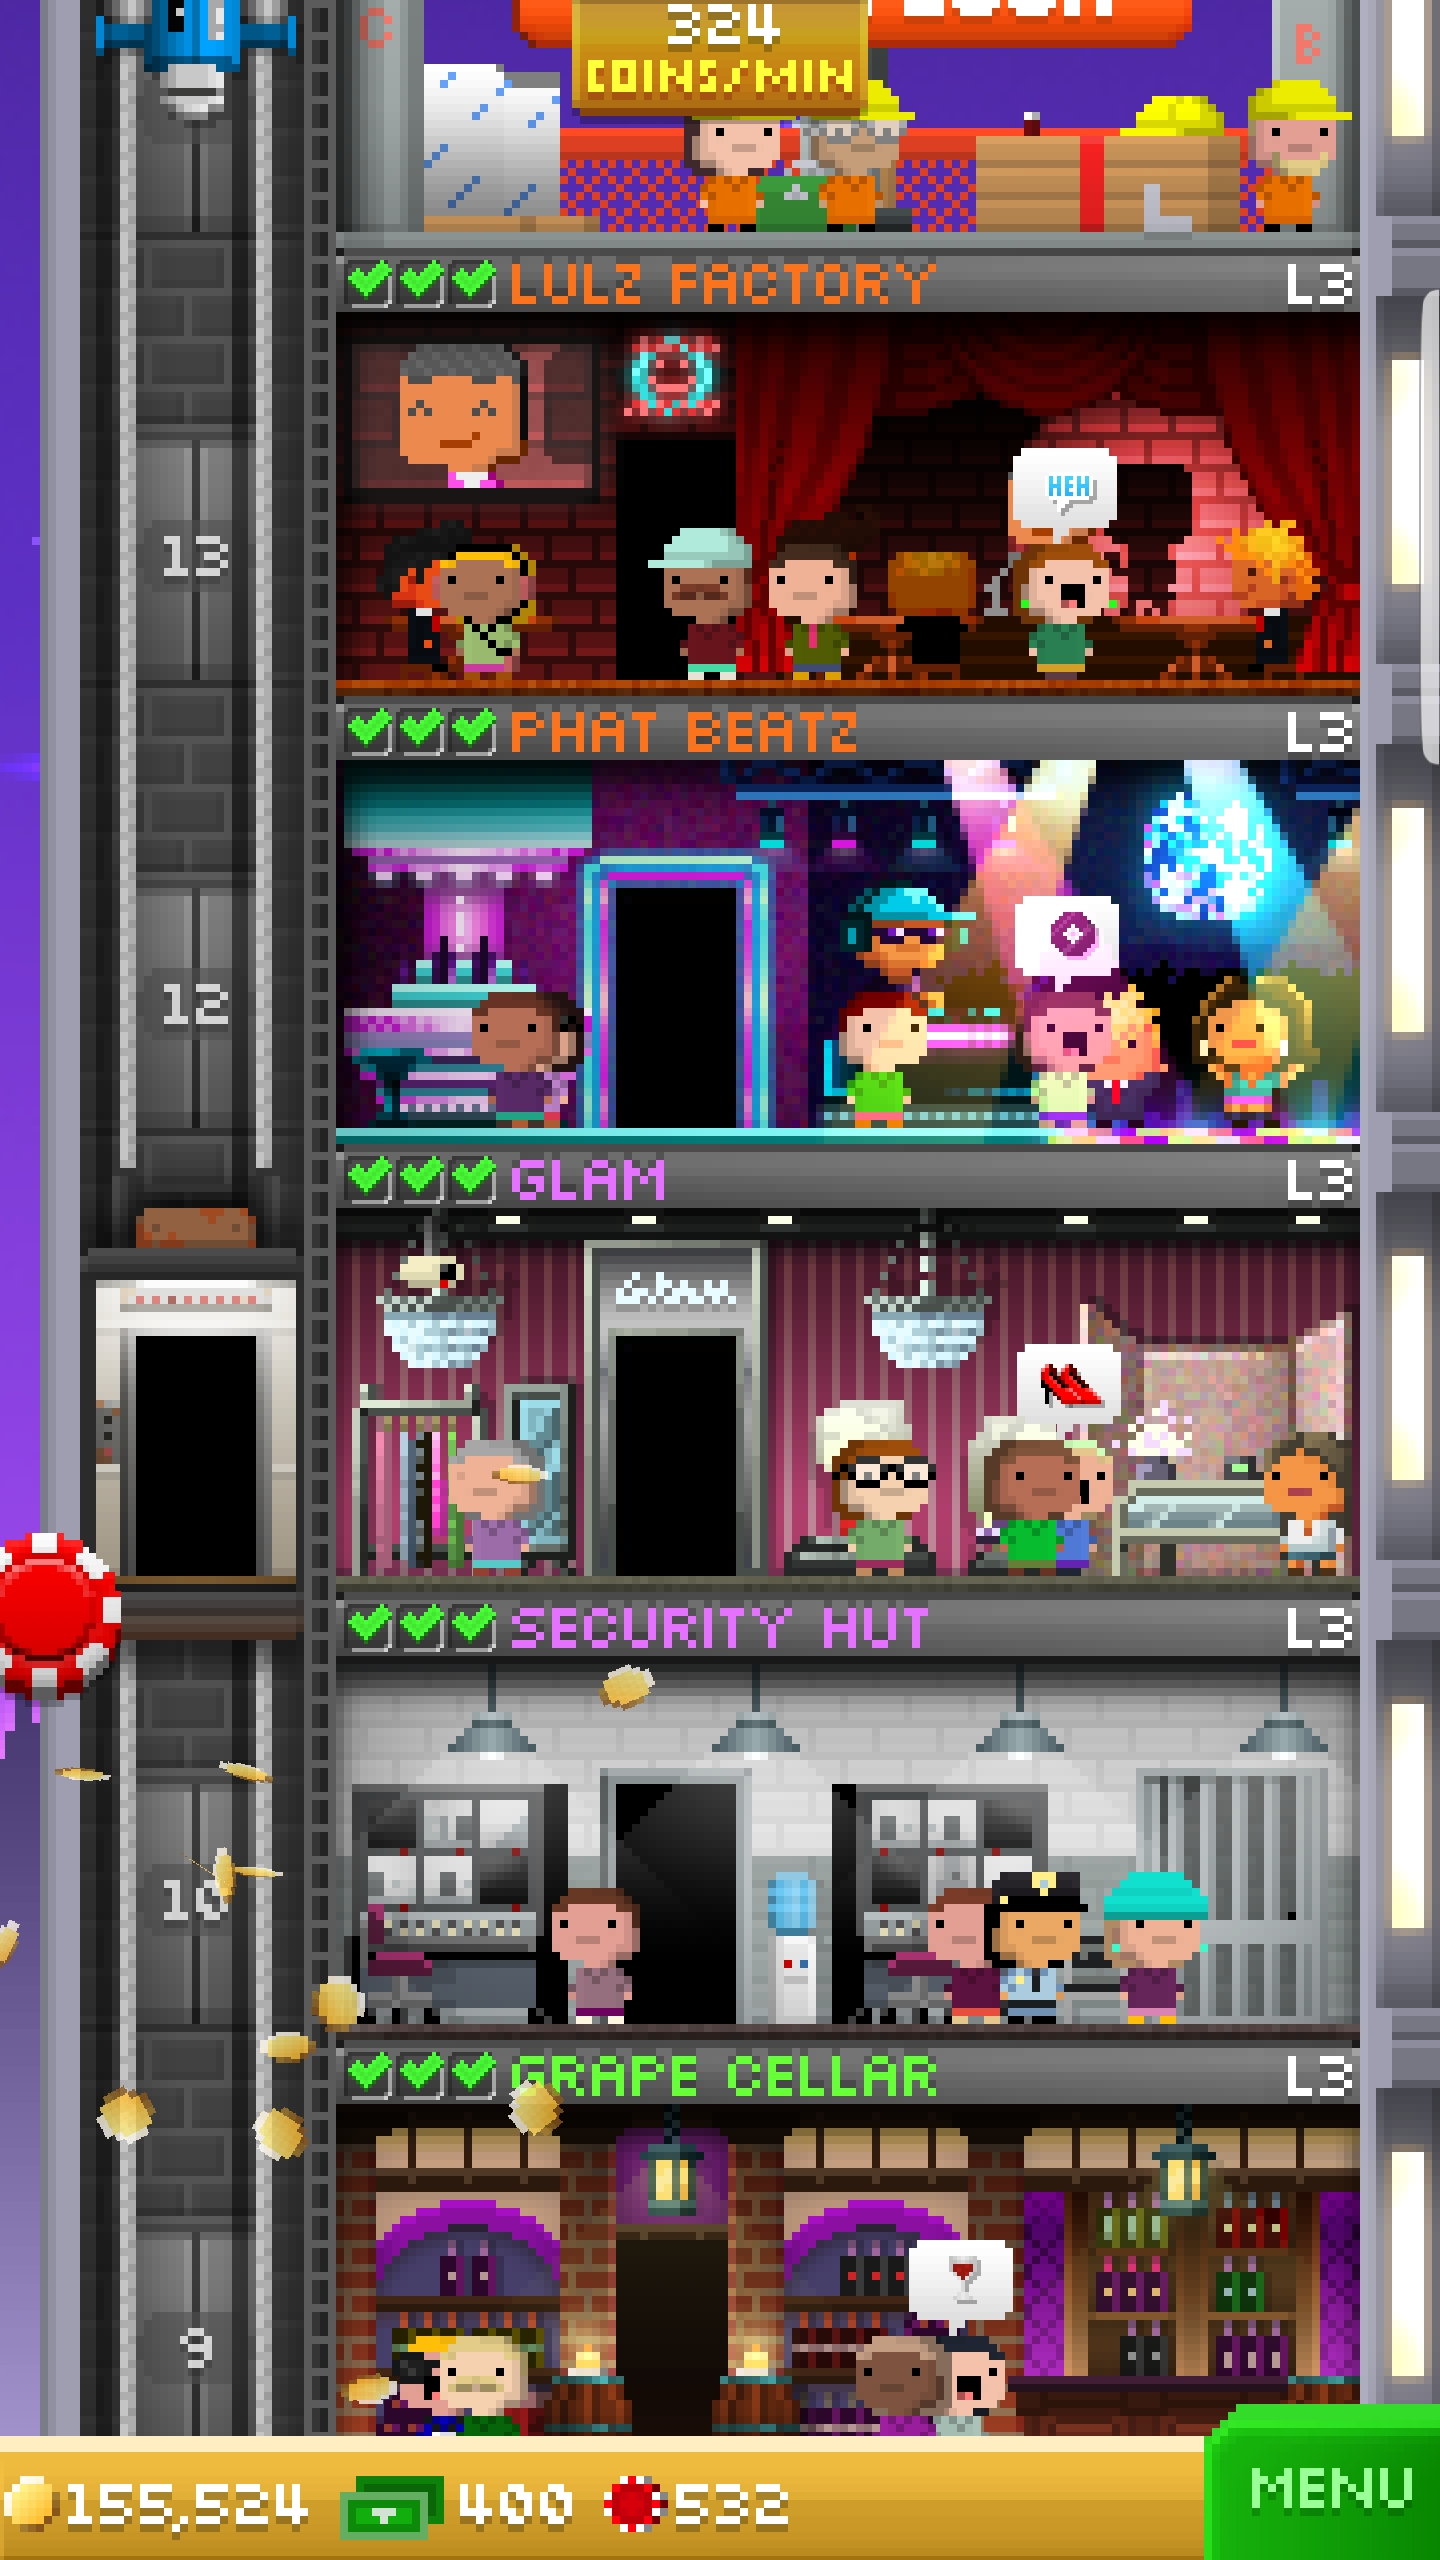 C
324
COINS/MIN
B
LULZ FACTORY L3
HEH
13
PHAT BEATZ L3
12
GLAM L3
Glam
SECURITY HUT L3
10
GRAPE CELLAR L3
9
155,524 400 532
MENU